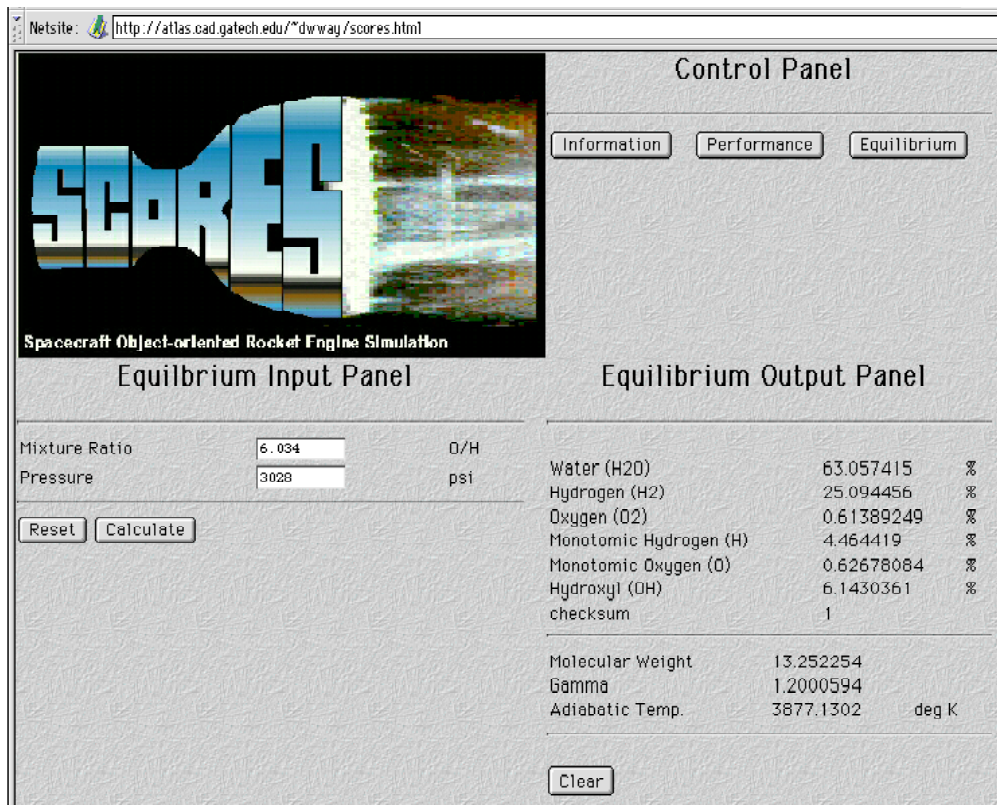 Netsite: http://atlas.cad.gatech.edu/~dwway/scores.html
SCORES
Spacecraft Object-oriented Rocket Engine Simulation
Control Panel
Information Performance Equilibrium
Equilbrium Input Panel
Mixture Ratio 6.034 O/H
Pressure 3028 psi
Reset Calculate
Equilibrium Output Panel
Water (H2O) 63.057415 %
Hydrogen (H2) 25.094456 %
Oxygen (O2) 0.61389249 %
Monotomic Hydrogen (H) 4.464419 %
Monotomic Oxygen (O) 0.62678084 %
Hydroxyl (OH) 6.1430361 %
checksum 1
Molecular Weight 13.252254
Gamma 1.2000594
Adiabatic Temp. 3877.1302 deg K
Clear